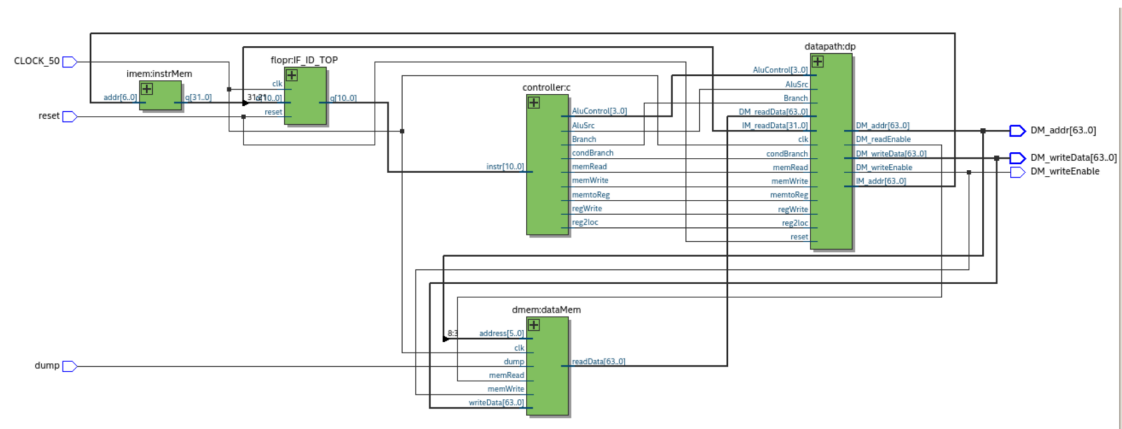 CLOCK_50
reset
dump
imem:instrMem
addr[6..0]
q[31..0]
flopr:IF_ID_TOP
clk
31:21
reset
q[10..0]
controller:c
instr[10..0]
AluControl[3..0]
AluSrc
Branch
condBranch
memRead
memWrite
memtoReg
regWrite
reg2loc
datapath:dp
AluControl[3..0]
AluSrc
Branch
DM_readData[63..0]
IM_readData[31..0]
clk
condBranch
memRead
memWrite
memtoReg
regWrite
reg2loc
reset
DM_addr[63..0]
DM_readEnable
DM_writeData[63..0]
DM_writeEnable
IM_addr[63..0]
DM_addr[63..0]
DM_writeData[63..0]
DM_writeEnable
dmem:dataMem
8:3
address[5..0]
clk
dump
memRead
memWrite
writeData[63..0]
readData[63..0]